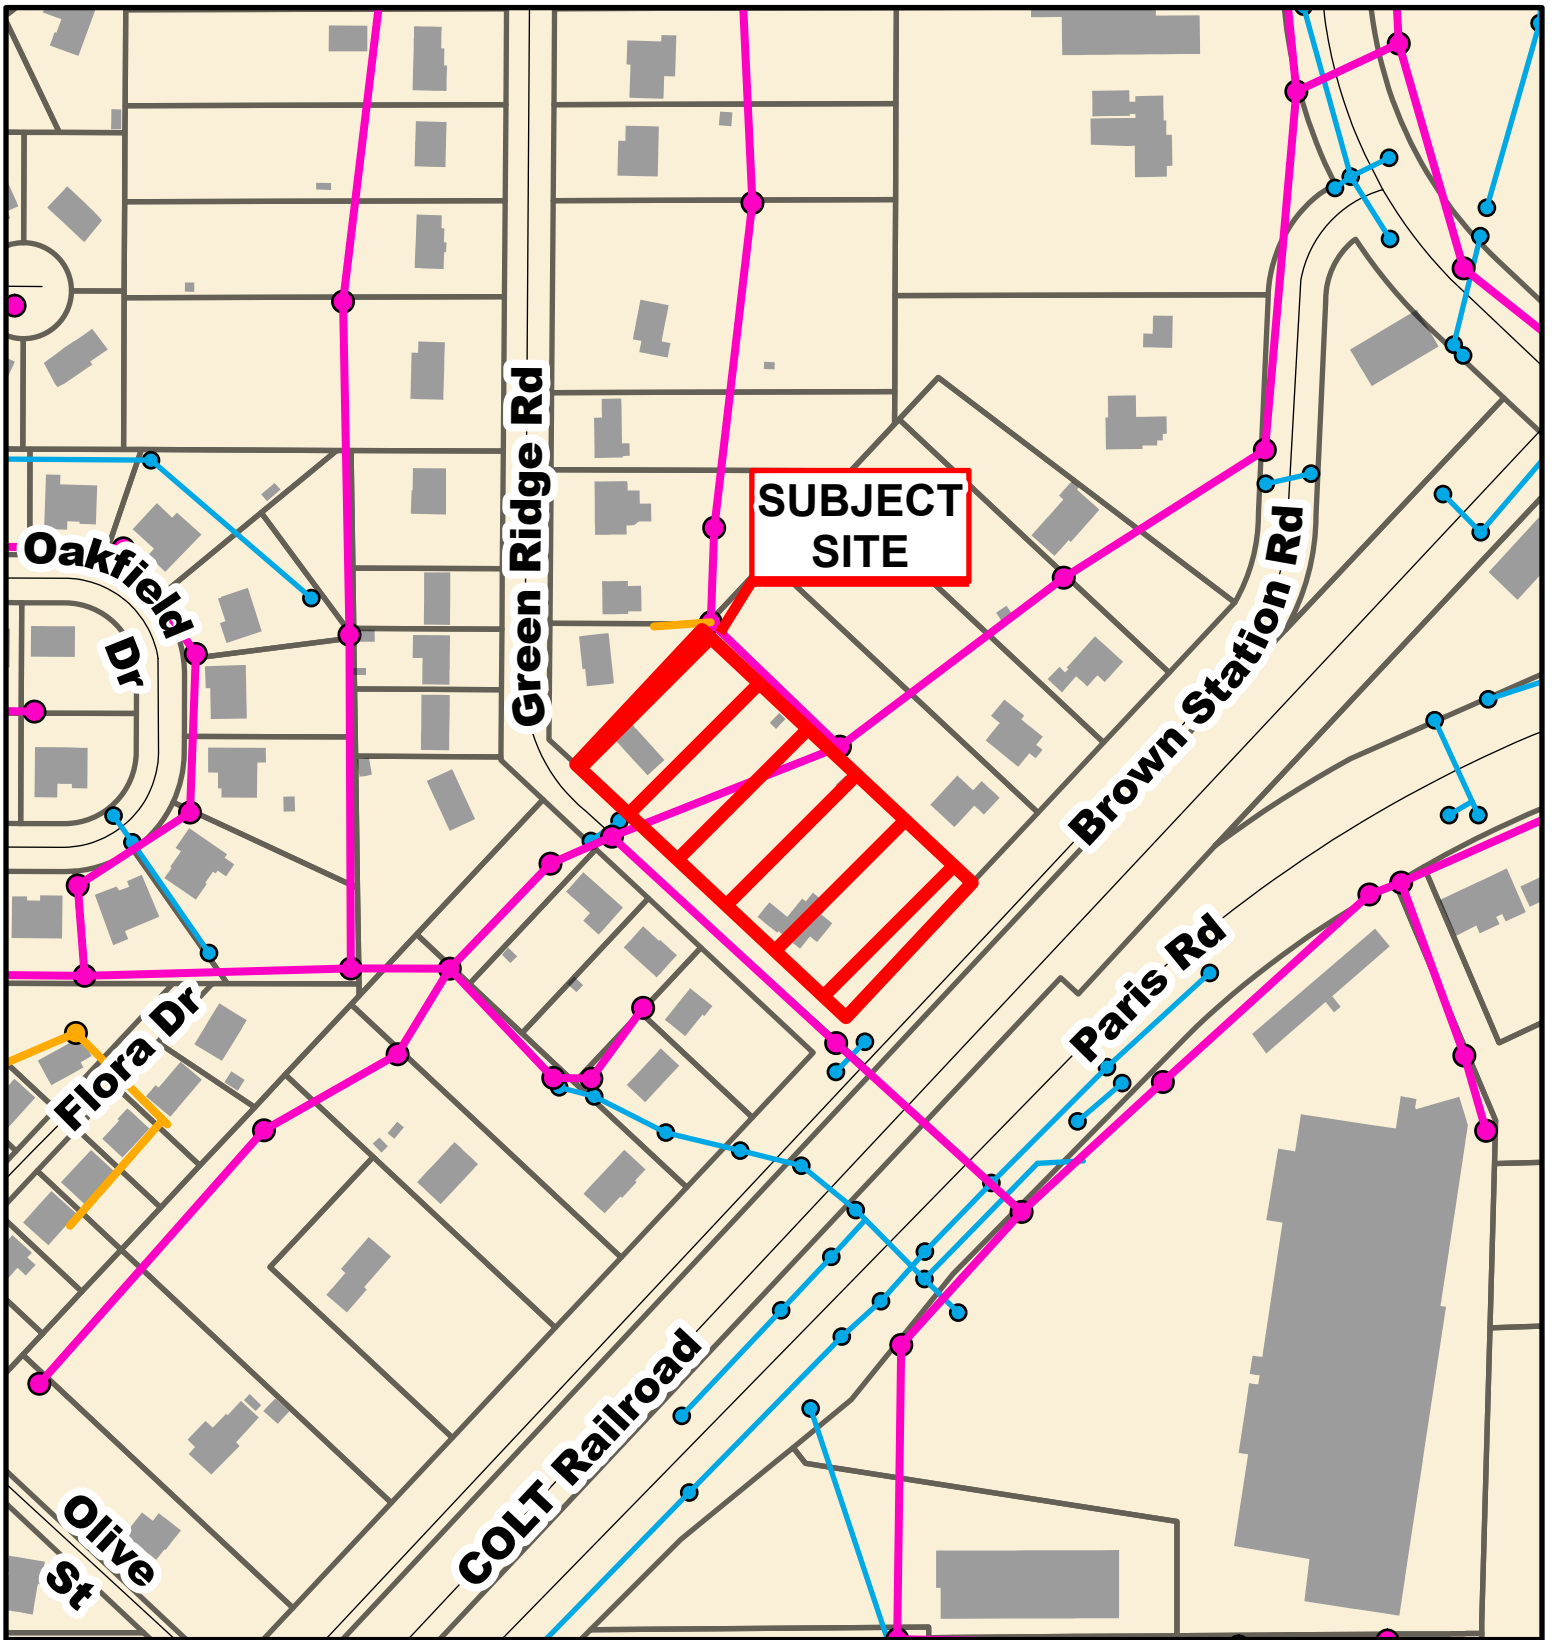 Green Ridge Rd
SUBJECT
SITE
Oakfield
Dr
Brown Station Rd
Paris Rd
Flora Dr
COLT Railroad
Olive
St